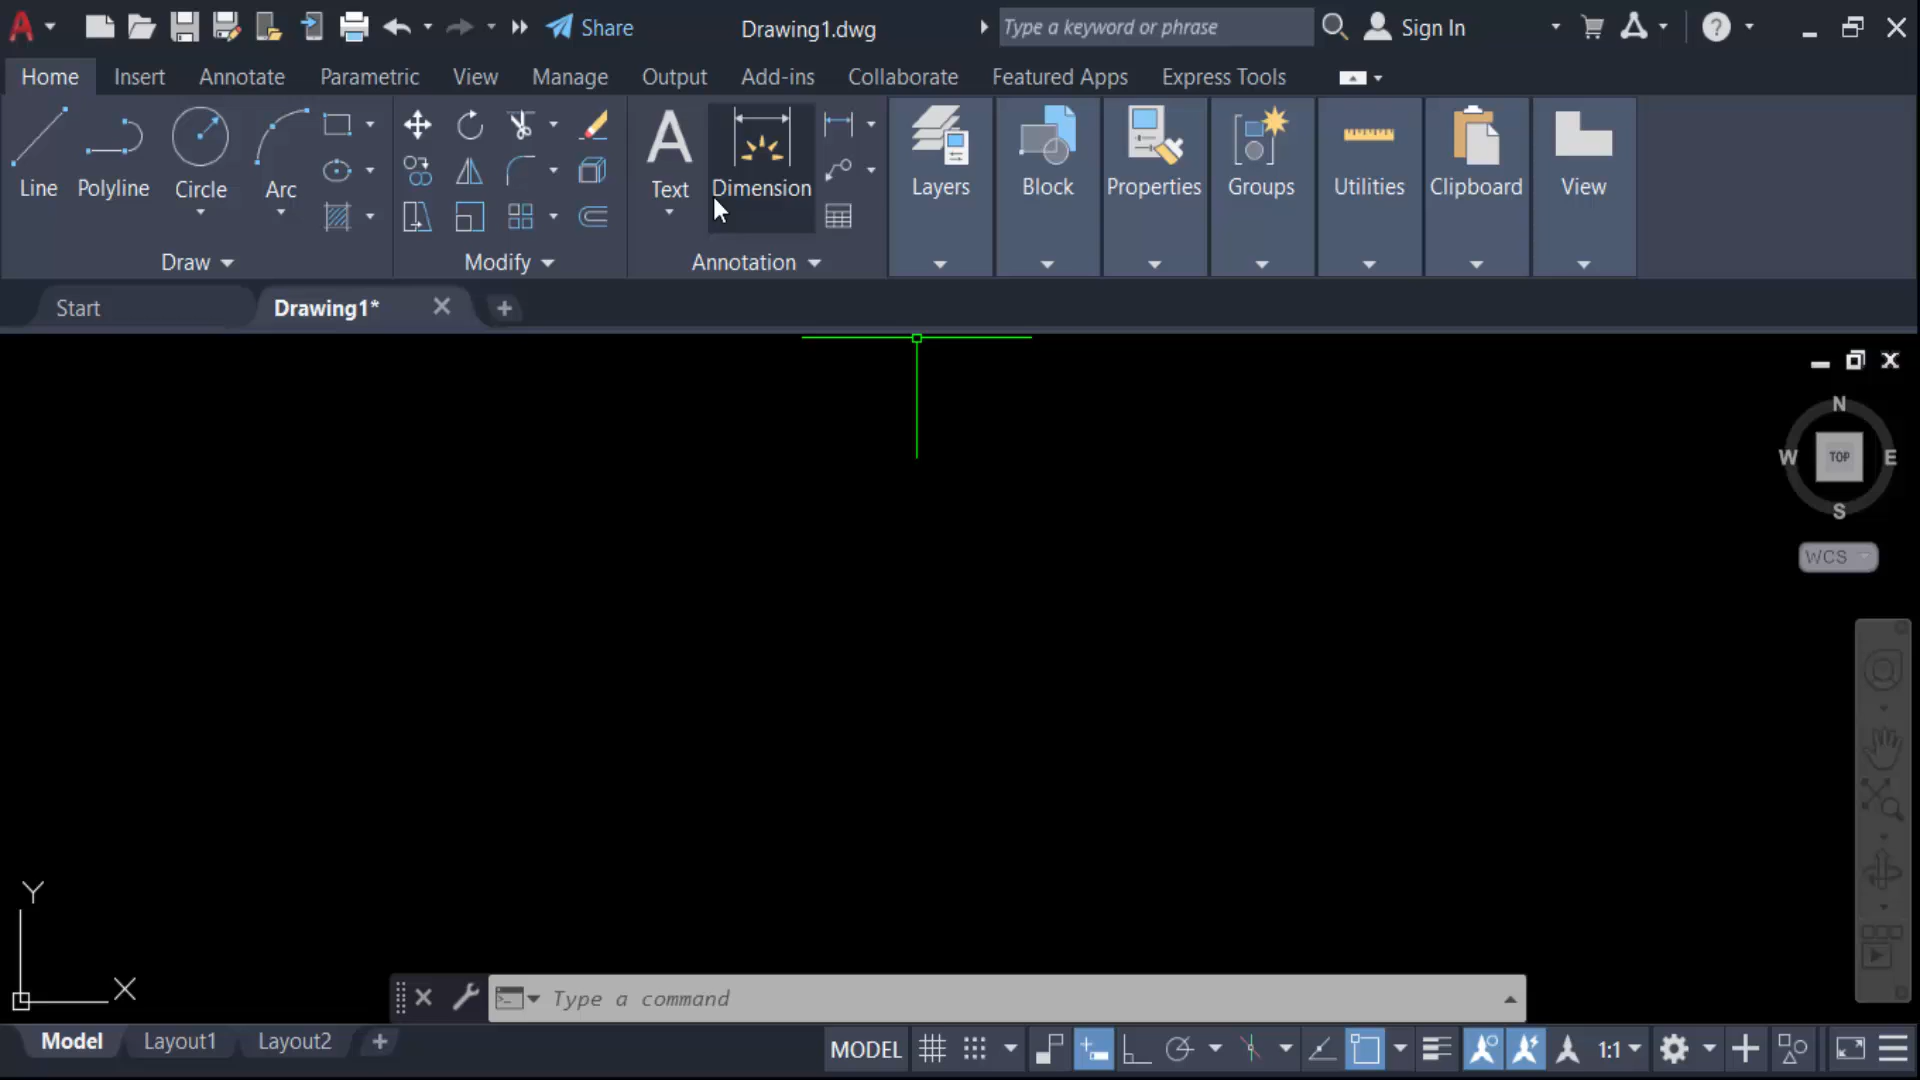 Share
Drawing1.dwg
Type a keyword or phrase
Sign In
Home Insert Annotate Parametric View Manage Output Add-ins Collaborate Featured Apps Express Tools
Line Polyline Circle Arc
Text Dimension
Layers Block Properties Groups Utilities Clipboard View
Draw Modify Annotation
Start Drawing1*
N
W TOP E
S
WCS
Y
X
Type a command
Model Layout1 Layout2
MODEL 1:1